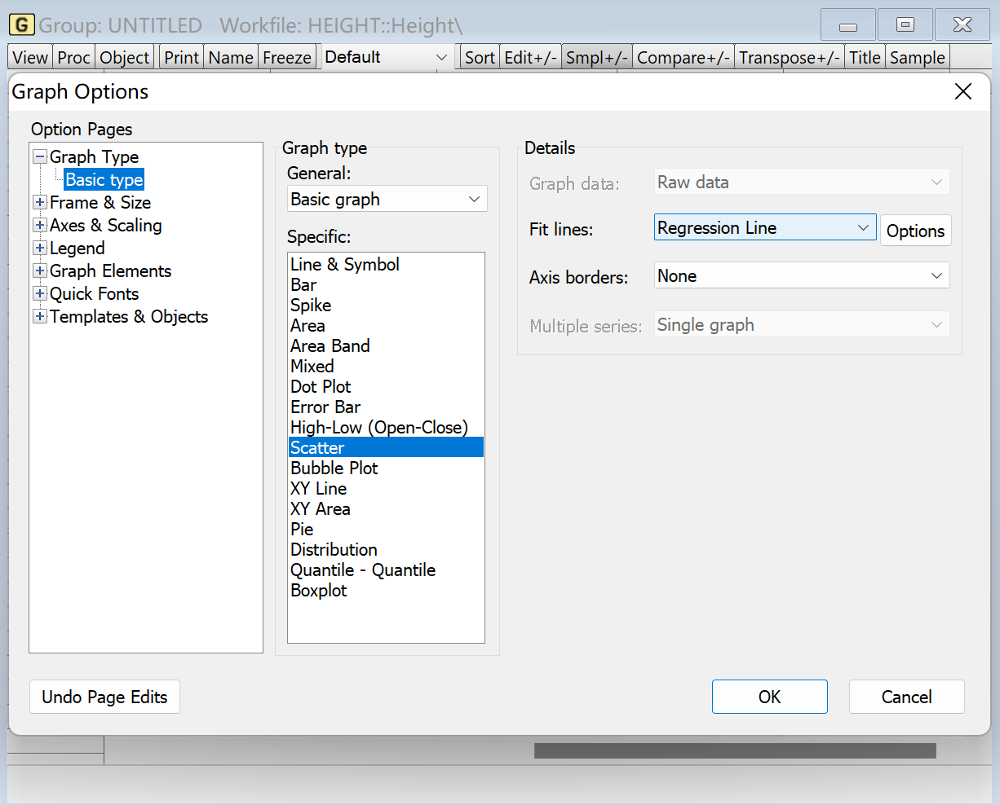 G Group: UNTITLED Workfile: HEIGHT::Height\
View Proc Object Print Name Freeze Default Sort Edit+/- Smpl+/- Compare+/- Transpose+/- Title Sample
Graph Options
Option Pages
Graph Type
Basic type
Frame & Size
Axes & Scaling
Legend
Graph Elements
Quick Fonts
Templates & Objects
Graph type
General:
Basic graph
Specific:
Line & Symbol
Bar
Spike
Area
Area Band
Mixed
Dot Plot
Error Bar
High-Low (Open-Close)
Scatter
Bubble Plot
XY Line
XY Area
Pie
Distribution
Quantile - Quantile
Boxplot
Details
Graph data: Raw data
Fit lines: Regression Line Options
Axis borders: None
Multiple series: Single graph
Undo Page Edits OK Cancel